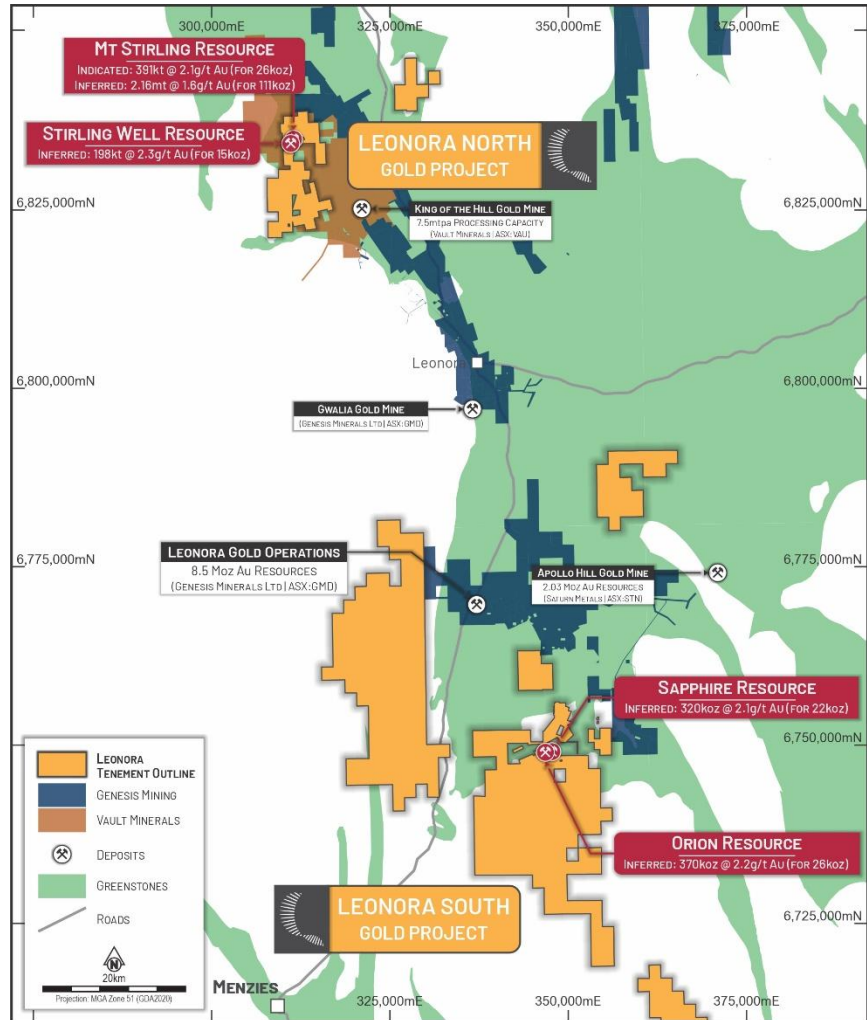 300,000mE 325,000mE 350,000mE 375,000mE
Mt Stirling Resource
Indicated: 391kt @ 2.1g/t Au (for 26koz)
Inferred: 2.16mt @ 1.6g/t Au (for 111koz)
Stirling Well Resource
Inferred: 198kt @ 2.3g/t Au (for 15koz)
LEONORA NORTH
GOLD PROJECT
6,825,000mN 6,825,000mN
King of the Hill Gold Mine
7.5mtpa Processing Capacity
(Vault Minerals | ASX:VAU)
Leonora
6,800,000mN 6,800,000mN
Gwalia Gold Mine
(Genesis Minerals Ltd | ASX:GMD)
6,775,000mN 6,775,000mN
Leonora Gold Operations
8.5 Moz Au Resources
(Genesis Minerals Ltd | ASX:GMD)
Apollo Hill Gold Mine
2.03 Moz Au Resources
(Saturn Metals | ASX:STN)
Sapphire Resource
Inferred: 320koz @ 2.1g/t Au (for 22koz)
6,750,000mN
Orion Resource
Inferred: 370koz @ 2.2g/t Au (for 26koz)
LEONORA SOUTH
GOLD PROJECT
6,725,000mN
Leonora
Tenement Outline
Genesis Mining
Vault Minerals
Deposits
Greenstones
Roads
N
20km
Projection: MGA Zone 51 (GDA2020)
Menzies
325,000mE 350,000mE 375,000mE